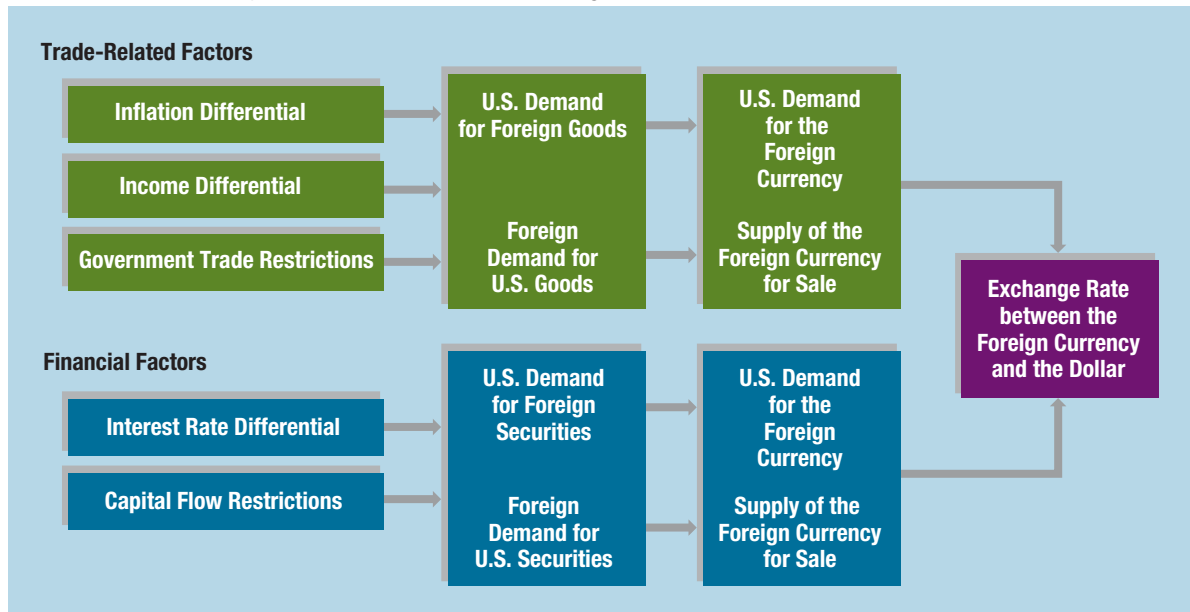 Trade-Related Factors
Inflation Differential
Income Differential
Government Trade Restrictions
U.S. Demand
for Foreign Goods
Foreign
Demand for
U.S. Goods
U.S. Demand
for the
Foreign
Currency
Supply of the
Foreign Currency
for Sale
Financial Factors
Interest Rate Differential
Capital Flow Restrictions
U.S. Demand
for Foreign
Securities
Foreign
Demand for
U.S. Securities
U.S. Demand
for the
Foreign
Currency
Supply of the
Foreign Currency
for Sale
Exchange Rate
between the
Foreign Currency
and the Dollar